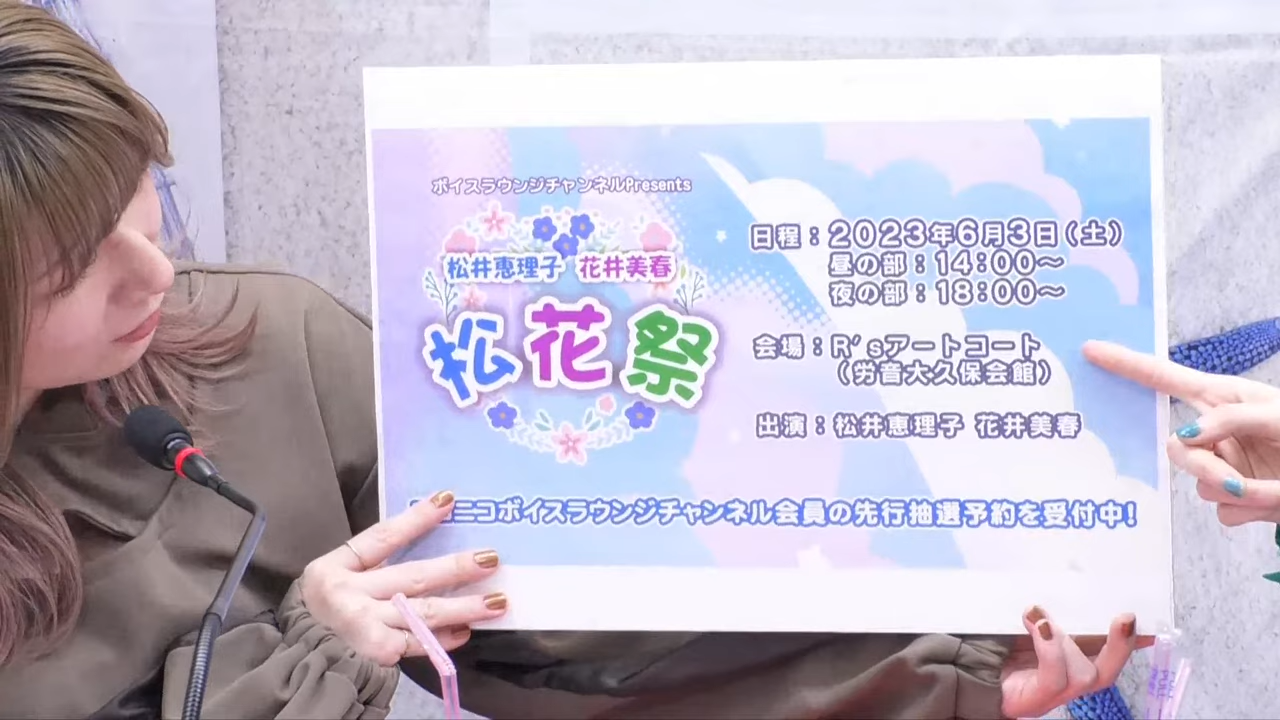 ボイスラウンジチャンネルPresents
松井恵理子 花井美春
松花祭
日程：2023年6月3日（土）
昼の部：14：00～
夜の部：18：00～
会場：R'sアートコート
（労音大久保会館）
出演：松井恵理子 花井美春
ニコボイスラウンジチャンネル会員の先行抽選予約を受付中！